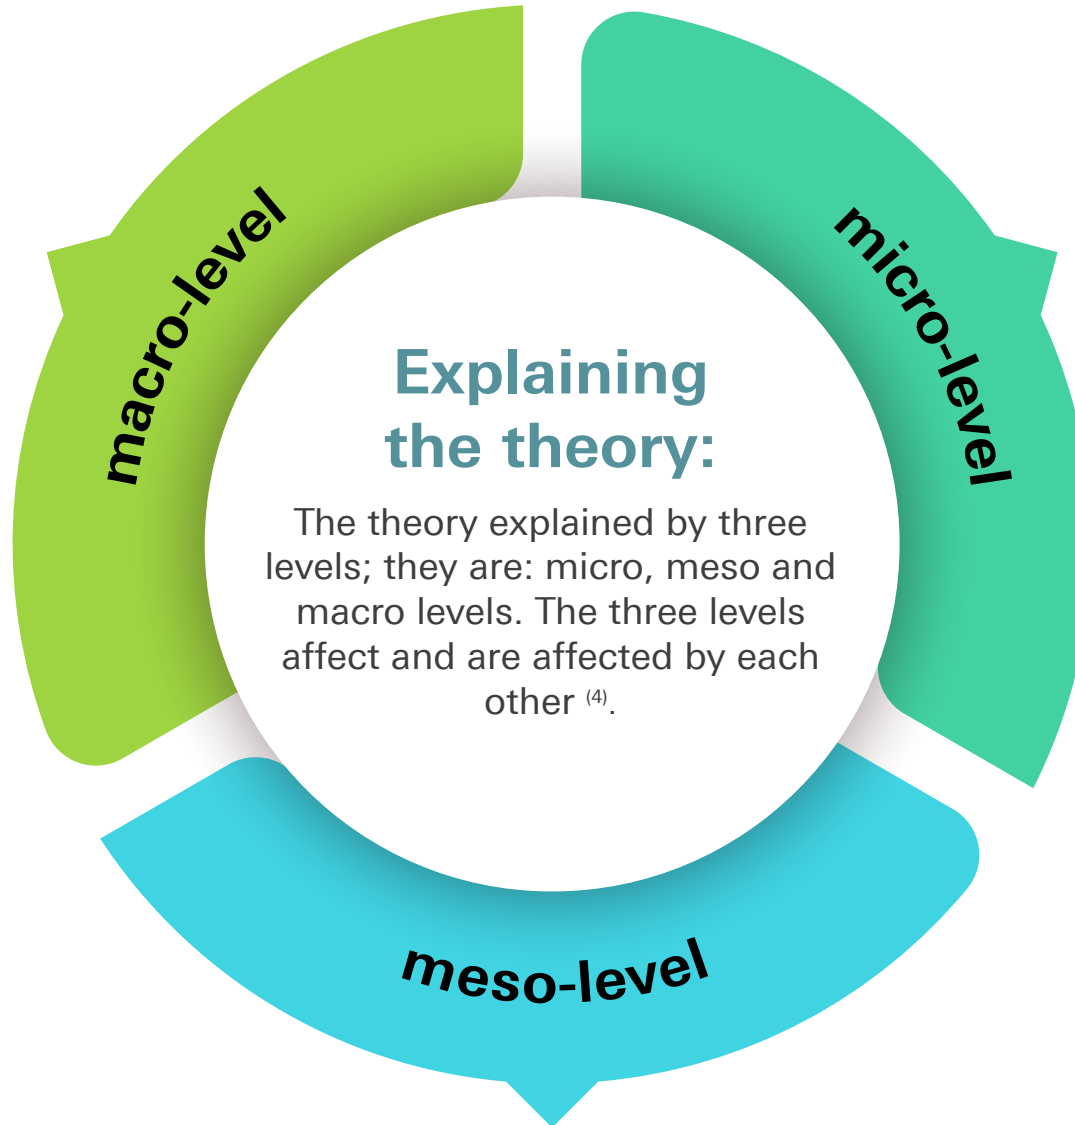 macro-level
micro-level
Explaining
the theory:
The theory explained by three
levels; they are: micro, meso and
macro levels. The three levels
affect and are affected by each
other (4).
meso-level